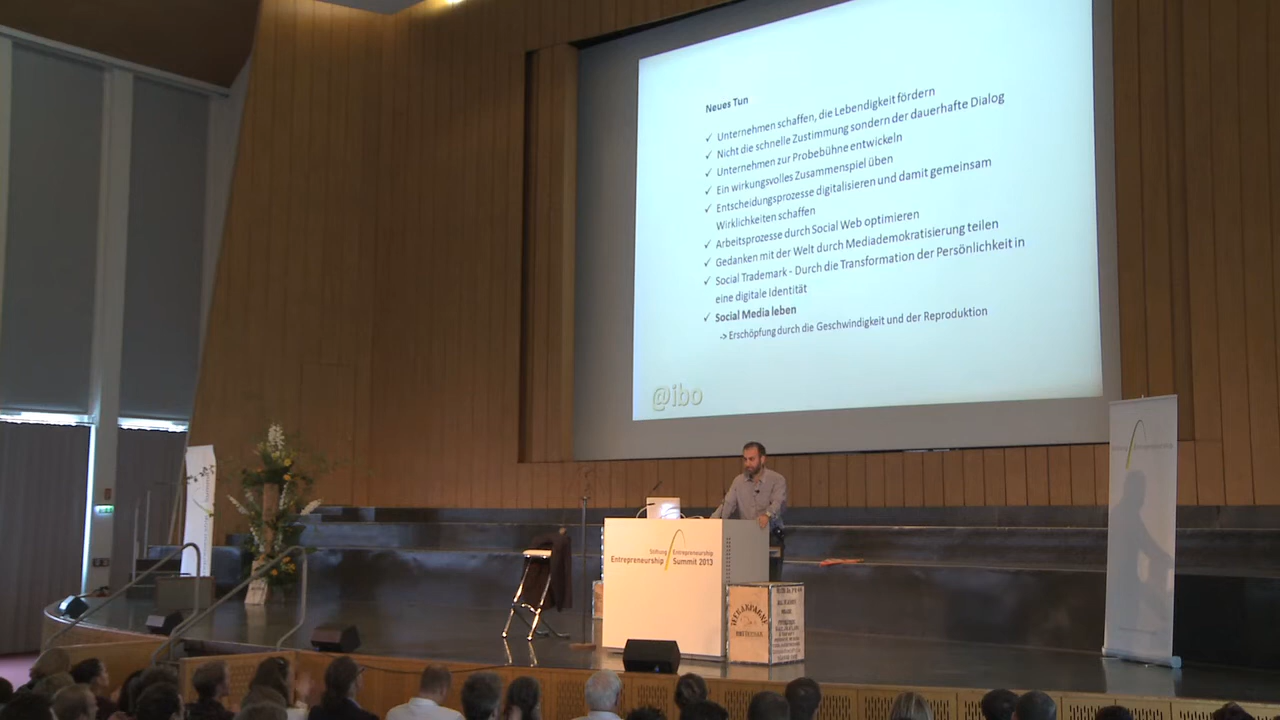 Neues Tun
✓ Unternehmen schaffen, die Lebendigkeit fördern
✓ Nicht die schnelle Zustimmung sondern der dauerhafte Dialog
✓ Unternehmen zur Probebühne entwickeln
✓ Ein wirkungsvolles Zusammenspiel üben
✓ Entscheidungsprozesse digitalisieren und damit gemeinsam
Wirklichkeiten schaffen
✓ Arbeitsprozesse durch Social Web optimieren
✓ Gedanken mit der Welt durch Mediademokratisierung teilen
✓ Social Trademark - Durch die Transformation der Persönlichkeit in
eine digitale Identität
✓ Social Media leben
-> Erschöpfung durch die Geschwindigkeit und der Reproduktion
@ibo
Stiftung Entrepreneurship
Entrepreneurship Summit 2013
TEEKAMPAGNE